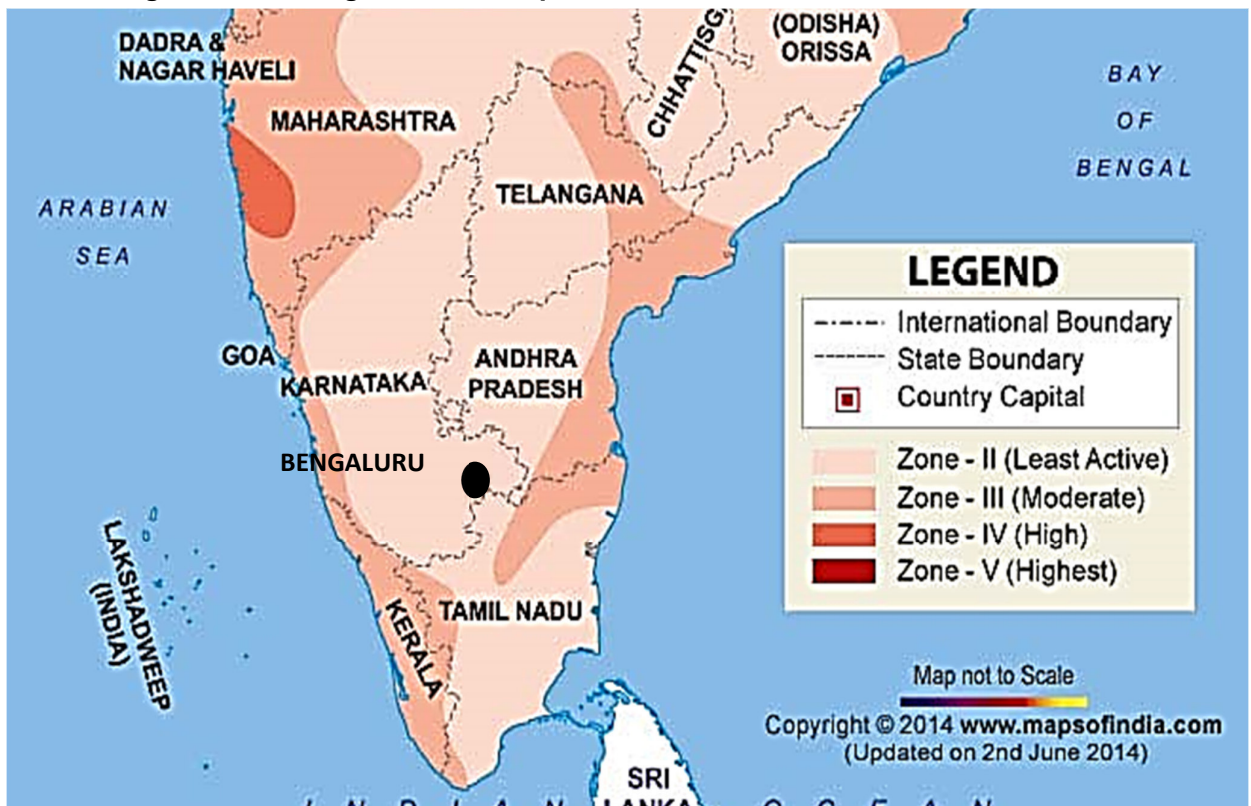 DADRA &
NAGAR HAVELI
MAHARASHTRA
CHHATTISG
(ODISHA)
ORISSA
BAY
OF
BENGAL
ARABIAN
SEA
TELANGANA
GOA
KARNATAKA
ANDHRA
PRADESH
BENGALURU
LAKSHADWEEP
(INDIA)
KERALA
TAMIL NADU
SRI
LANKA
INDIAN OCEAN
LEGEND
International Boundary
State Boundary
Country Capital
Zone - II (Least Active)
Zone - III (Moderate)
Zone - IV (High)
Zone - V (Highest)
Map not to Scale
Copyright © 2014 www.mapsofindia.com
(Updated on 2nd June 2014)